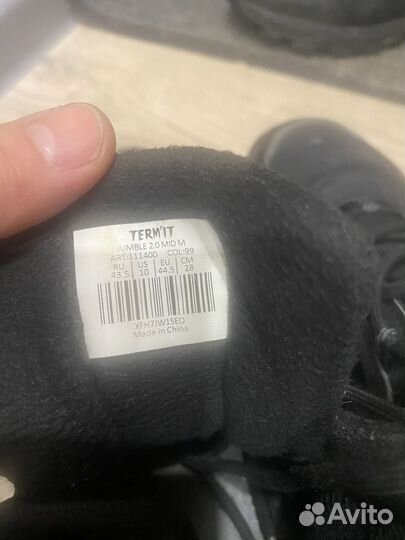 TERM'IT
JUMBLE 2.0 MID M
ART:111400 COL:99
RU US EU CM
43.5 10 44.5 28
XFH7JW15EO
Made in China
Avito